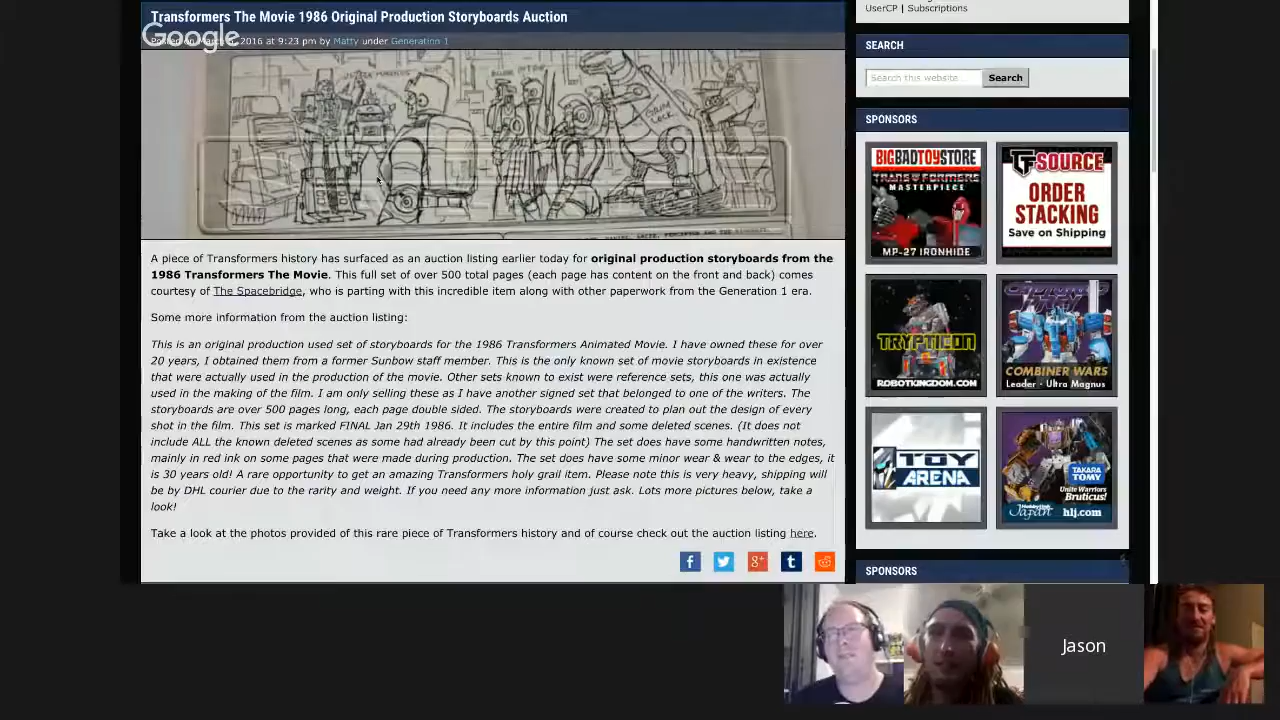 UserCP | Subscriptions
Transformers The Movie 1986 Original Production Storyboards Auction
Google
2016 at 9:23 pm by Matty under Generation 1
GRIM
LOCK
A piece of Transformers history has surfaced as an auction listing earlier today for original production storyboards from the
1986 Transformers The Movie. This full set of over 500 total pages (each page has content on the front and back) comes
courtesy of The Spacebridge, who is parting with this incredible item along with other paperwork from the Generation 1 era.
Some more information from the auction listing:
This is an original production used set of storyboards for the 1986 Transformers Animated Movie. I have owned these for over
20 years, I obtained them from a former Sunbow staff member. This is the only known set of movie storyboards in existence
that were actually used in the production of the movie. Other sets known to exist were reference sets, this one was actually
used in the making of the film. I am only selling these as I have another signed set that belonged to one of the writers. The
storyboards are over 500 pages long, each page double sided. The storyboards were created to plan out the design of every
shot in the film. This set is marked FINAL Jan 29th 1986. It includes the entire film and some deleted scenes. (It does not
include ALL the known deleted scenes as some had already been cut by this point) The set does have some handwritten notes,
mainly in red ink on some pages that were made during production. The set does have some minor wear & wear to the edges, it
is 30 years old. An opportunity to get an amazing Transformers holy grail item. Please note this is very heavy, shipping will
be by DHL courier due to the rarity and weight. If you need any more information just ask. Lots more pictures below, take a
look!
Take a look at the photos provided of this rare piece of Transformers history and of course check out the auction listing here.
SEARCH
Search this website...
Search
SPONSORS
BIGBADTOYSTORE
TRANSFORMERS
MASTERPIECE
MP-27 IRONHIDE
TFSOURCE
ORDER
STACKING
Save on Shipping
TRYPTICON
ROBOTKINGDOM.COM
COMBINER WARS
Leader - Ultra Magnus
TOY
ARENA
TAKARA
TOMY
Unite Warriors
Bruticus!
HobbyLink
Japan
hlj.com
SPONSORS
Jason